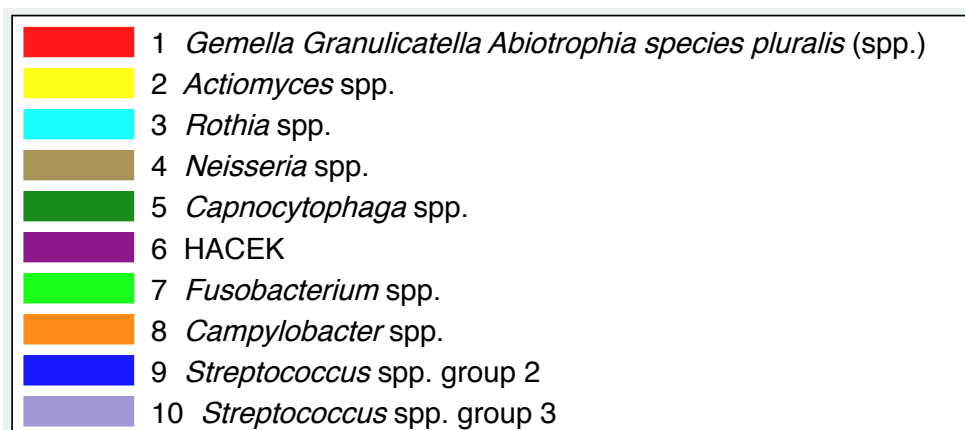 1 Gemella Granulicatella Abiotrophia species pluralis (spp.)
2 Actiomyces spp.
3 Rothia spp.
4 Neisseria spp.
5 Capnocytophaga spp.
6 HACEK
7 Fusobacterium spp.
8 Campylobacter spp.
9 Streptococcus spp. group 2
10 Streptococcus spp. group 3